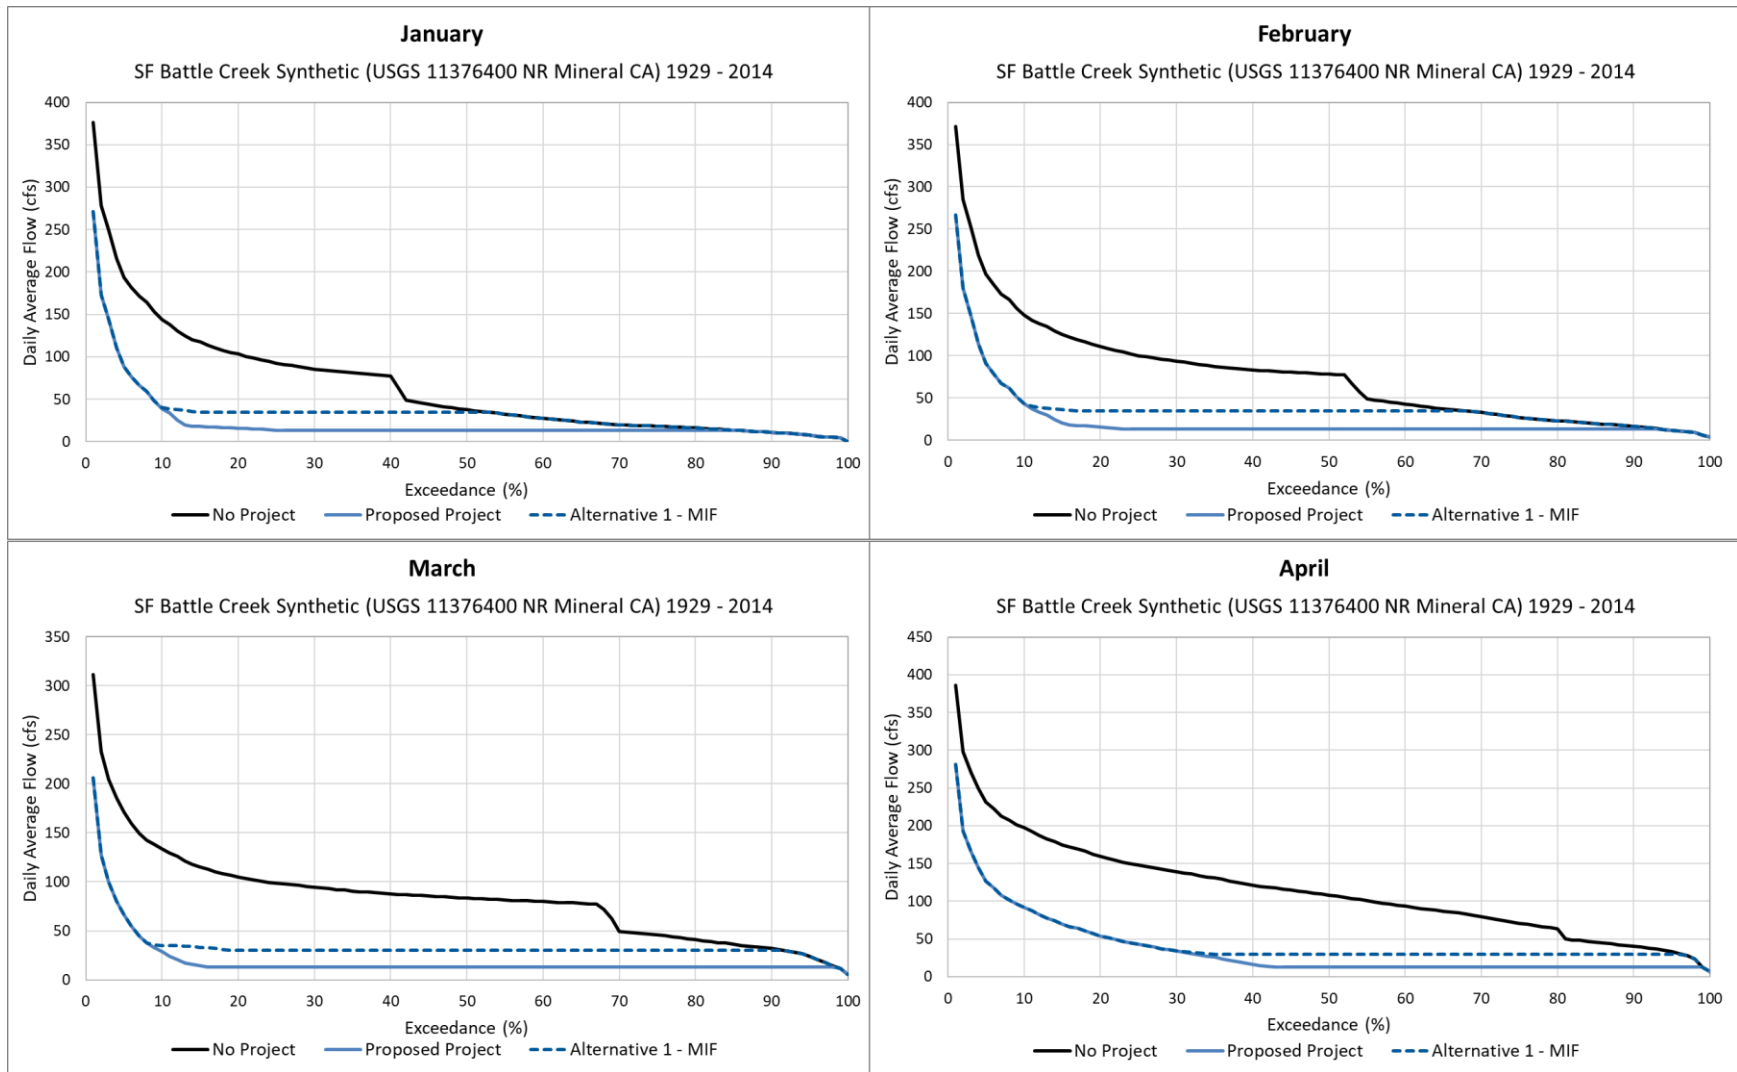 January
SF Battle Creek Synthetic (USGS 11376400 NR Mineral CA) 1929 - 2014
Daily Average Flow (cfs)
400
350
300
250
200
150
100
50
0
0 10 20 30 40 50 60 70 80 90 100
Exceedance (%)
No Project Proposed Project Alternative 1 - MIF
February
SF Battle Creek Synthetic (USGS 11376400 NR Mineral CA) 1929 - 2014
Daily Average Flow (cfs)
400
350
300
250
200
150
100
50
0
0 10 20 30 40 50 60 70 80 90 100
Exceedance (%)
No Project Proposed Project Alternative 1 - MIF
March
SF Battle Creek Synthetic (USGS 11376400 NR Mineral CA) 1929 - 2014
Daily Average Flow (cfs)
350
300
250
200
150
100
50
0
0 10 20 30 40 50 60 70 80 90 100
Exceedance (%)
No Project Proposed Project Alternative 1 - MIF
April
SF Battle Creek Synthetic (USGS 11376400 NR Mineral CA) 1929 - 2014
Daily Average Flow (cfs)
450
400
350
300
250
200
150
100
50
0
0 10 20 30 40 50 60 70 80 90 100
Exceedance (%)
No Project Proposed Project Alternative 1 - MIF